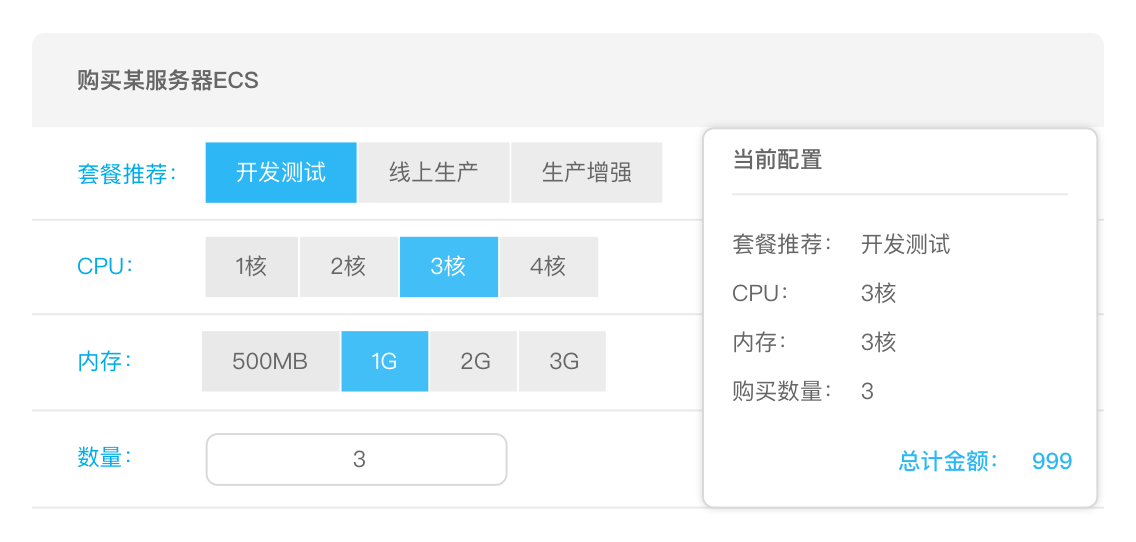 购买某服务器ECS
套餐推荐: 开发测试 线上生产 生产增强
CPU: 1核 2核 3核 4核
内存: 500MB 1G 2G 3G
数量: 3
当前配置
套餐推荐: 开发测试
CPU: 3核
内存: 3核
购买数量: 3
总计金额: 999